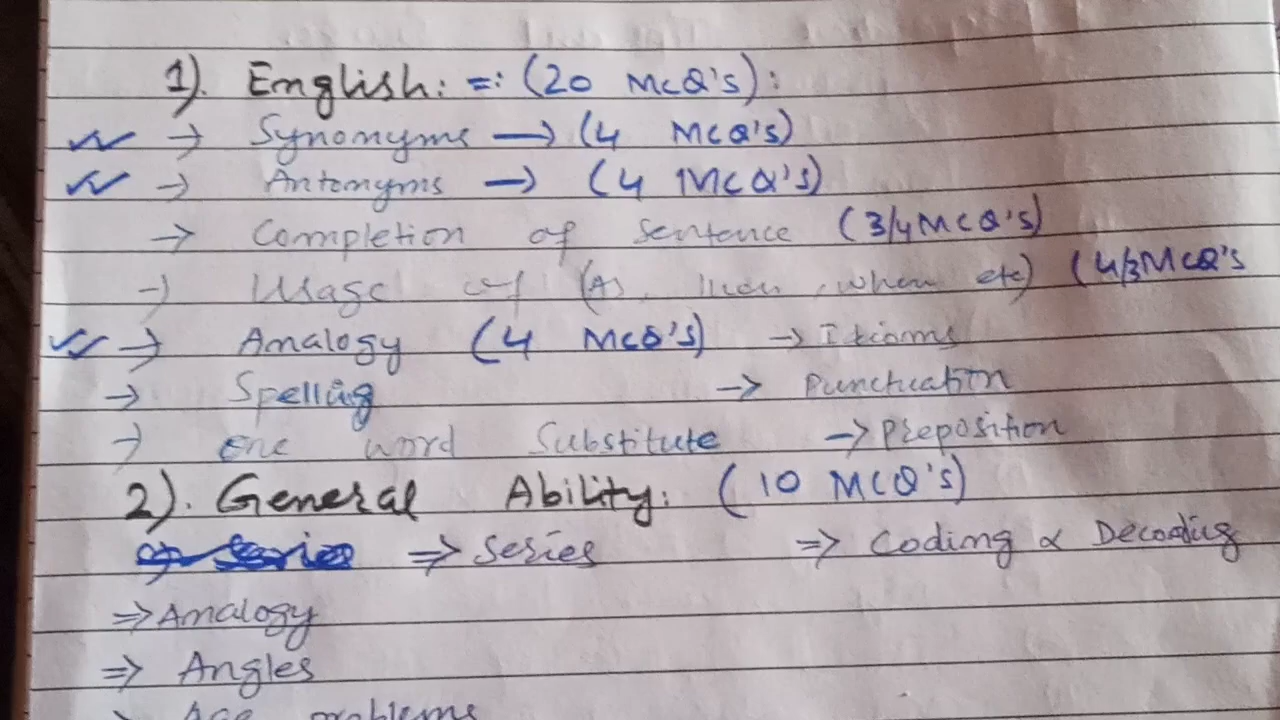 1). English: =: (20 McQ's):
→ Synonyms → (4 McQ's)
→ Antonyms → (4 McQ's)
→ Completion of Sentence (3/4 McQ's)
→ Usage of (As, when etc) (4/3 McQ's
→ Analogy (4 McQ's) → Idioms
→ Spelling → Punctuation
→ One word Substitute → Preposition
2). General Ability: (10 MCQ's)
⇒ Series ⇒ Coding & Decoding
⇒ Analogy
⇒ Angles
Age problems